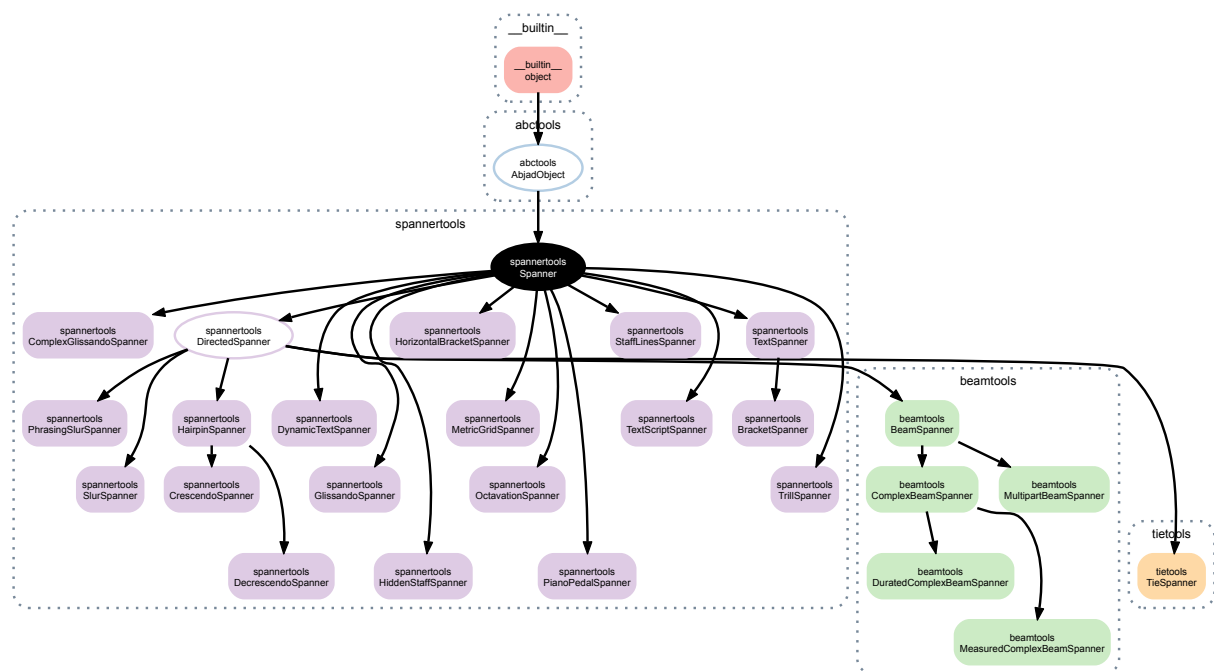 __builtin__
__builtin__
object
abctools
abctools
AbjadObject
spannertools
spannertools
Spanner
spannertools
ComplexGlissandoSpanner
spannertools
DirectedSpanner
spannertools
HorizontalBracketSpanner
spannertools
StaffLinesSpanner
spannertools
TextSpanner
beamtools
spannertools
PhrasingSlurSpanner
spannertools
HairpinSpanner
spannertools
DynamicTextSpanner
spannertools
MetricGridSpanner
spannertools
TextScriptSpanner
spannertools
BracketSpanner
beamtools
BeamSpanner
spannertools
SlurSpanner
spannertools
CrescendoSpanner
spannertools
GlissandoSpanner
spannertools
OctavationSpanner
spannertools
TrillSpanner
beamtools
ComplexBeamSpanner
beamtools
MultipartBeamSpanner
tietools
spannertools
DecrescendoSpanner
spannertools
HiddenStaffSpanner
spannertools
PianoPedalSpanner
beamtools
DuratedComplexBeamSpanner
tietools
TieSpanner
beamtools
MeasuredComplexBeamSpanner